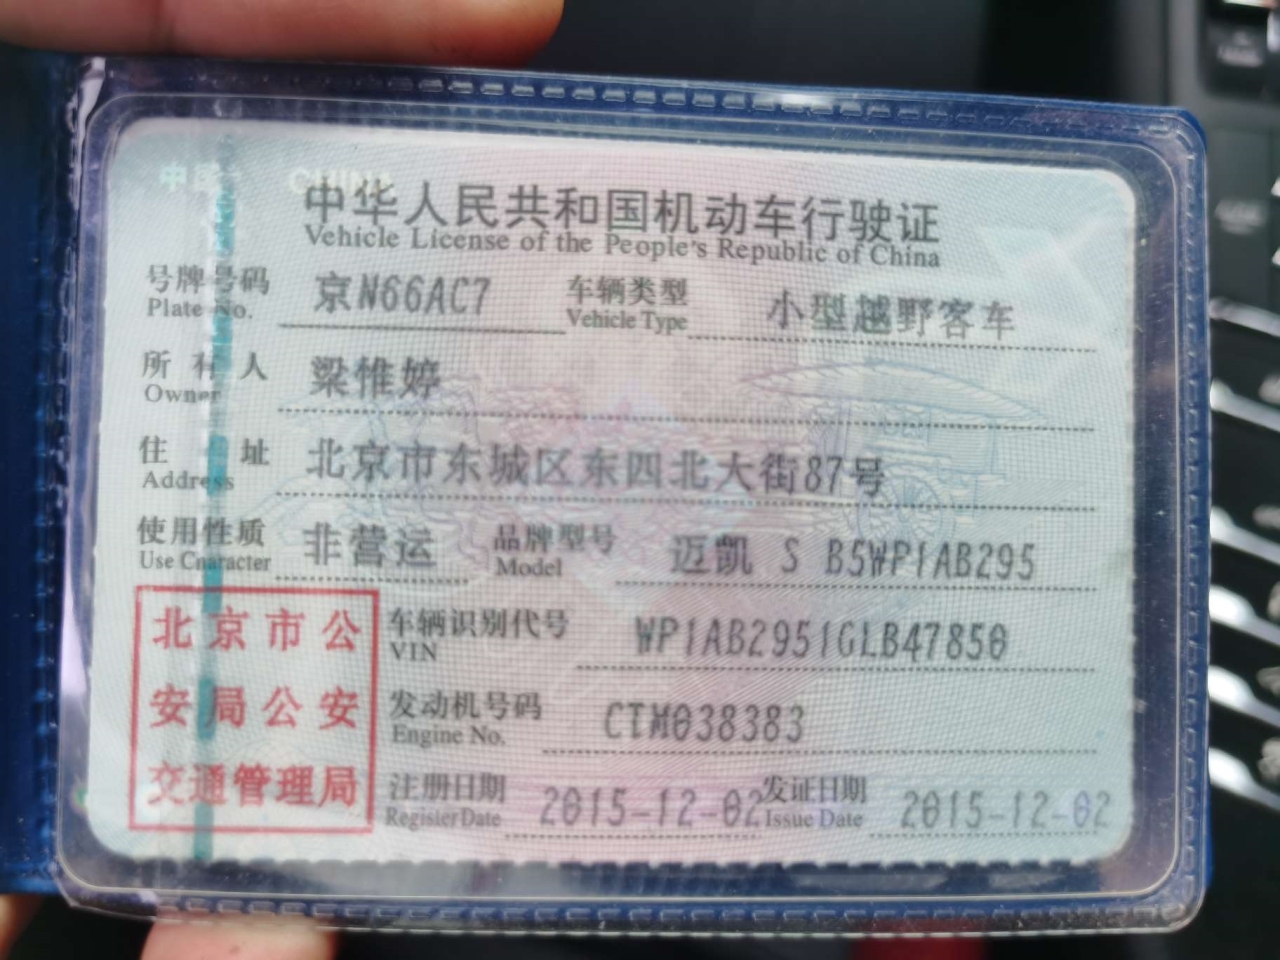 中国 CHINA
中华人民共和国机动车行驶证
Vehicle License of the People's Republic of China
号牌号码 京N66AC7 车辆类型 小型越野客车
Plate No. Vehicle Type
所有人 梁惟婷
Owner
住址 北京市东城区东四北大街87号
Address
使用性质 非营运 品牌型号 迈凯 S B5WP1AB295
Use Character Model
北京市公
安局公安
交通管理局
车辆识别代号 WP1AB2951GLB47850
VIN
发动机号码 CTM038383
Engine No.
注册日期 2015-12-02 发证日期 2015-12-02
Register Date Issue Date